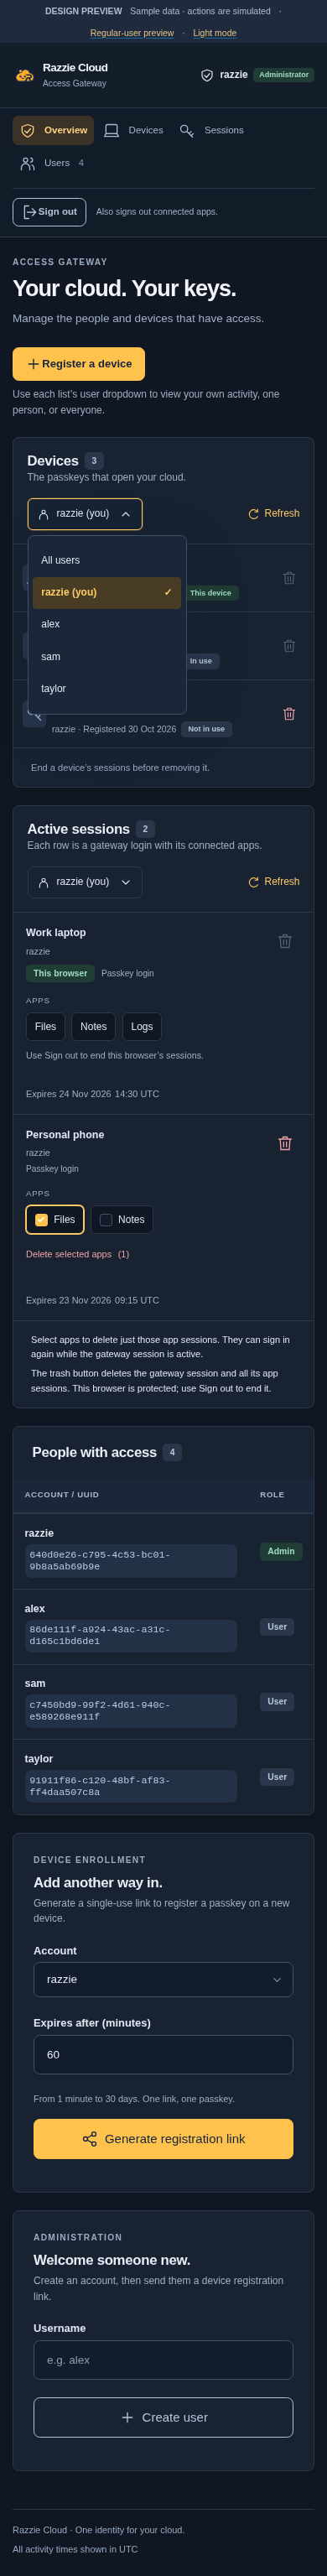 DESIGN PREVIEW Sample data · actions are simulated ·
Regular-user preview · Light mode
Razzie Cloud
Access Gateway
razzie Administrator
Overview Devices Sessions
Users 4
Sign out Also signs out connected apps.
ACCESS GATEWAY
Your cloud. Your keys.
Manage the people and devices that have access.
Register a device
Use each list's user dropdown to view your own activity, one
person, or everyone.
Devices 3
The passkeys that open your cloud.
razzie (you) Refresh
All users
razzie (you) ✓
This device
alex
sam
In use
taylor
razzie · Registered 30 Oct 2026 Not in use
End a device's sessions before removing it.
Active sessions 2
Each row is a gateway login with its connected apps.
razzie (you) Refresh
Work laptop
razzie
This browser Passkey login
APPS
Files Notes Logs
Use Sign out to end this browser's sessions.
Expires 24 Nov 2026 14:30 UTC
Personal phone
razzie
Passkey login
APPS
Files Notes
Delete selected apps (1)
Expires 23 Nov 2026 09:15 UTC
Select apps to delete just those app sessions. They can sign in
again while the gateway session is active.
The trash button deletes the gateway session and all its app
sessions. This browser is protected; use Sign out to end it.
People with access 4
ACCOUNT / UUID ROLE
razzie
640d0e26-c795-4c53-bc01-
9b8a5ab69b9e
Admin
alex
86de111f-a924-43ac-a31c-
d165c1bd6de1
User
sam
c7450bd9-99f2-4d61-940c-
e589268e911f
User
taylor
91911f86-c120-48bf-af83-
ff4daa507c8a
User
DEVICE ENROLLMENT
Add another way in.
Generate a single-use link to register a passkey on a new
device.
Account
razzie
Expires after (minutes)
60
From 1 minute to 30 days. One link, one passkey.
Generate registration link
ADMINISTRATION
Welcome someone new.
Create an account, then send them a device registration
link.
Username
e.g. alex
Create user
Razzie Cloud · One identity for your cloud.
All activity times shown in UTC